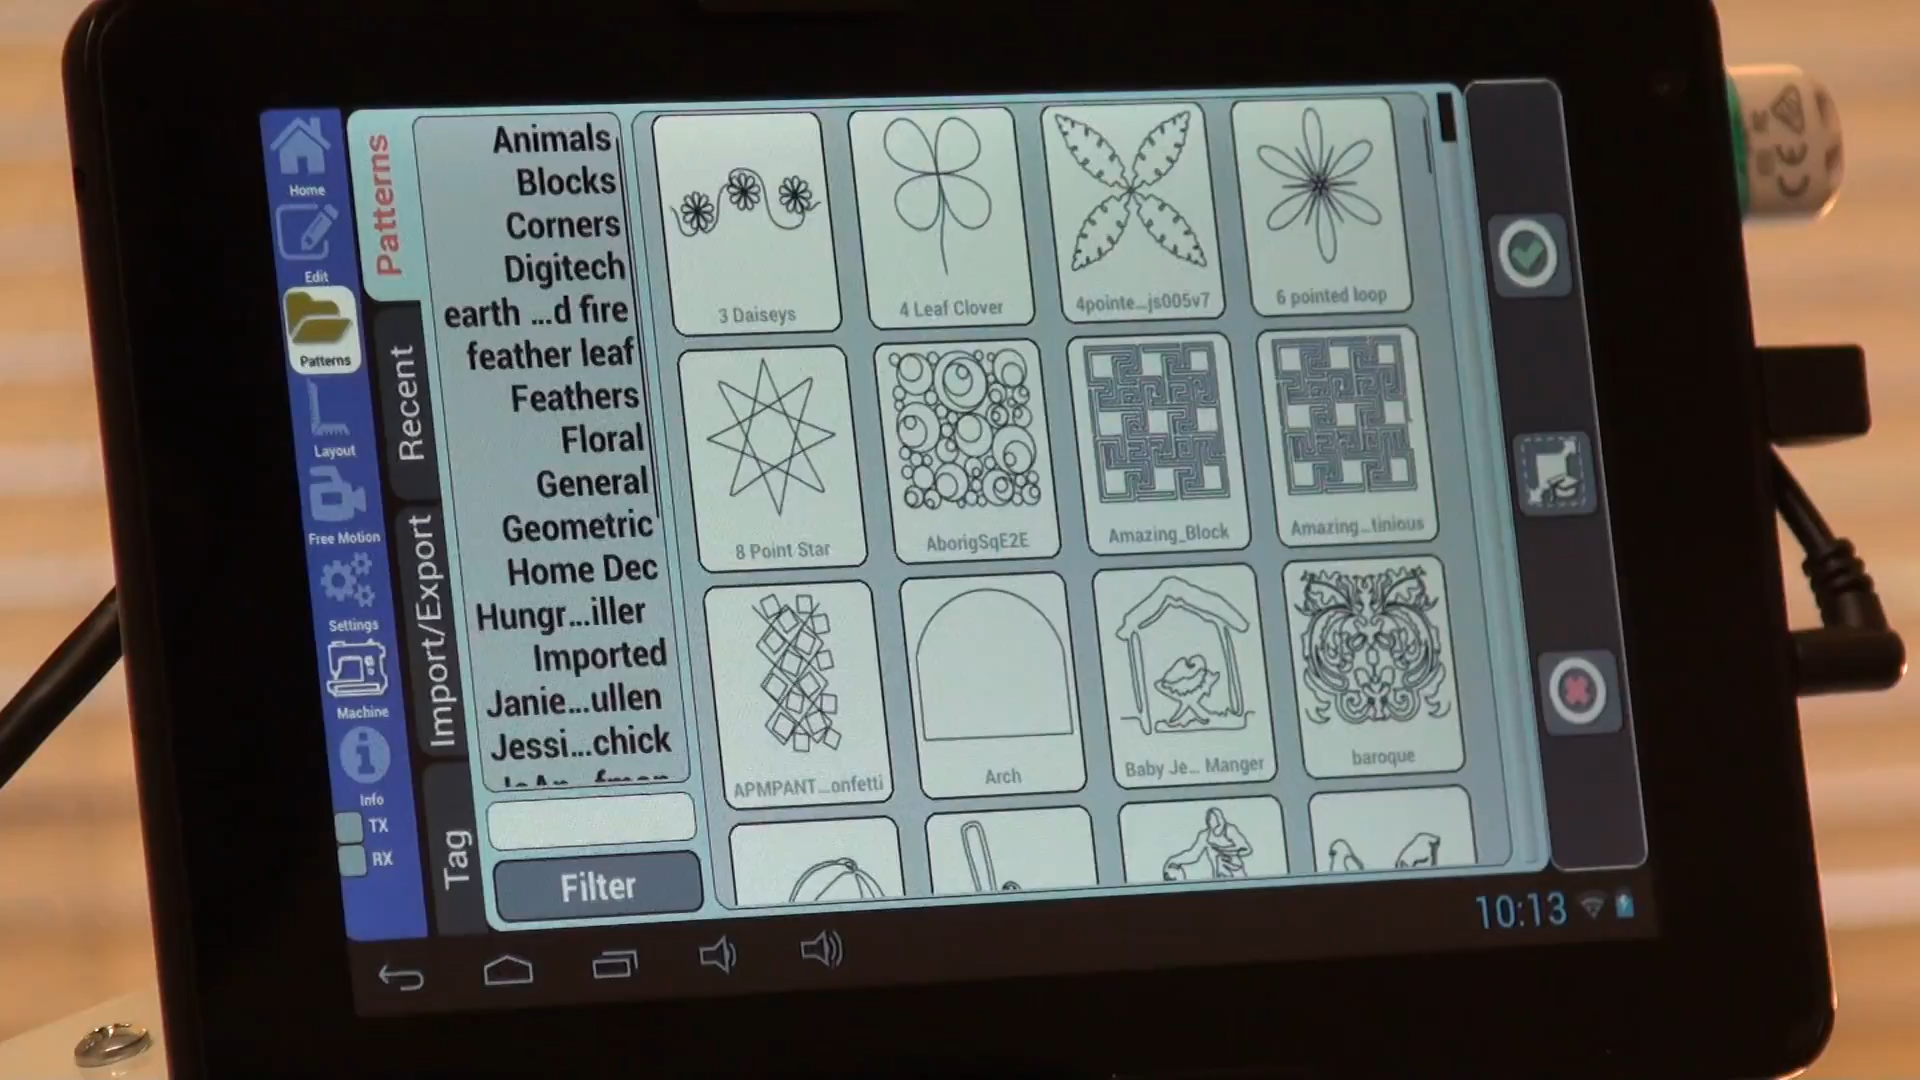 Home
Edit
Patterns
Layout
Free Motion
Settings
Machine
Info
TX
RX
Patterns
Recent
Import/Export
Tag
Animals
Blocks
Corners
Digitech
earth ...d fire
feather leaf
Feathers
Floral
General
Geometric
Home Dec
Hungr...iller
Imported
Janie...ullen
Jessi...chick
Filter
3 Daiseys
4 Leaf Clover
4pointe...js005v7
6 pointed loop
8 Point Star
AborigSqE2E
Amazing_Block
Amazing...tinious
APMPANT...onfetti
Arch
Baby Je... Manger
baroque
10:13
CE